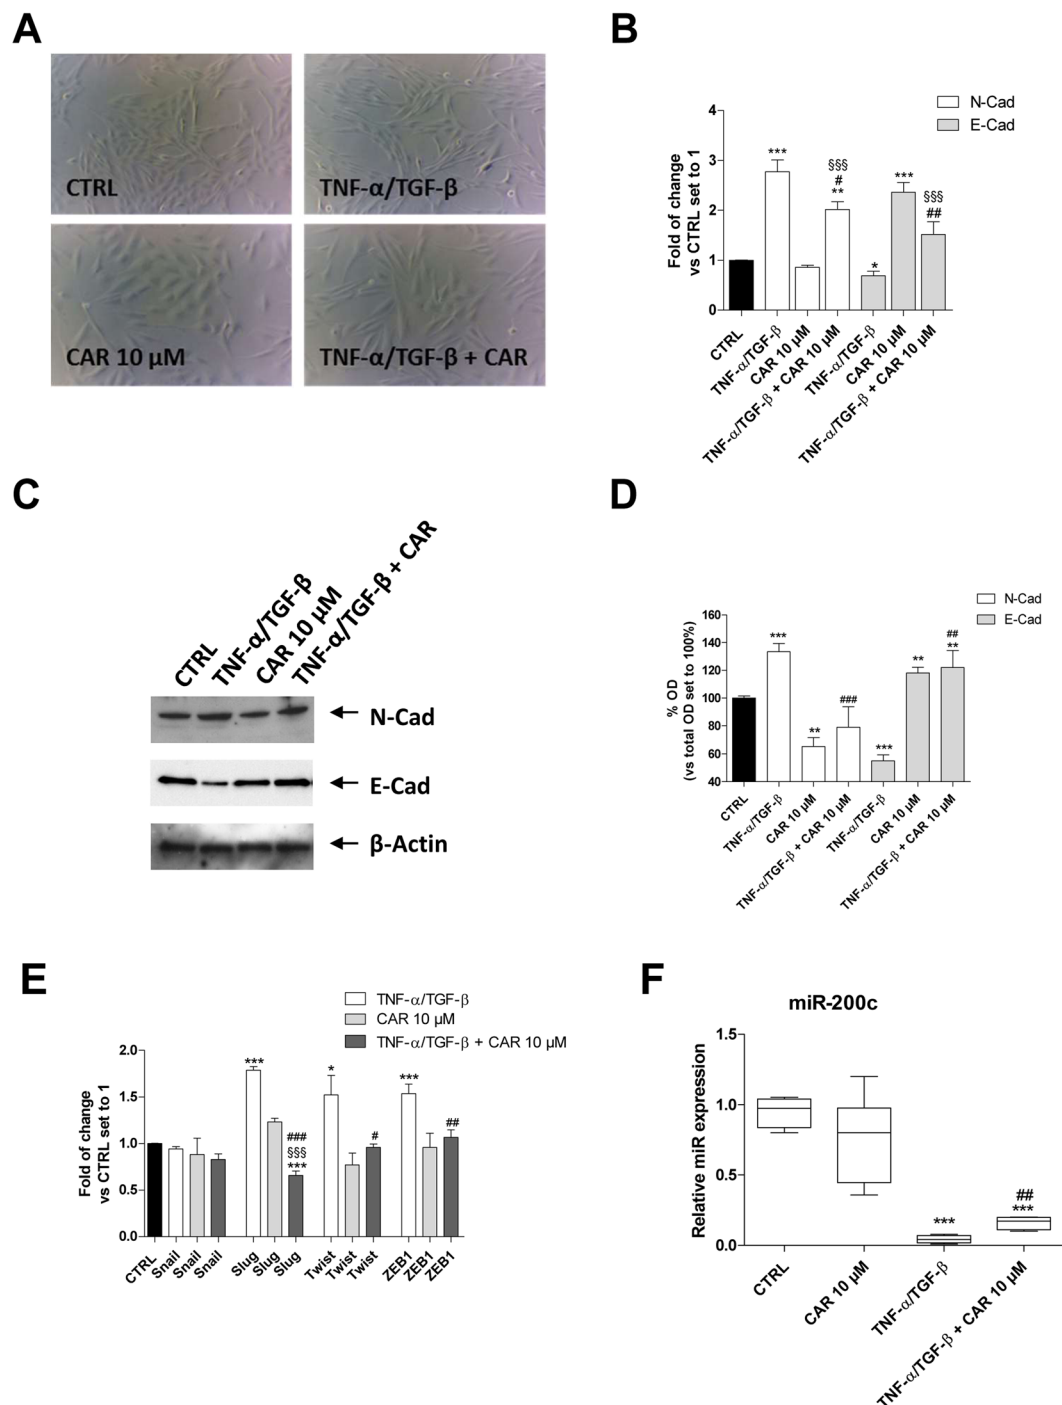 A
CTRL
TNF-α/TGF-β
CAR 10 µM
TNF-α/TGF-β + CAR
B
N-Cad
E-Cad
Fold of change
vs CTRL set to 1
4
3
2
1
0
***
§§§
#
**
*
***
§§§
##
CTRL
TNF-α/TGF-β
CAR 10 µM
TNF-α/TGF-β + CAR 10 µM
TNF-α/TGF-β
CAR 10 µM
TNF-α/TGF-β + CAR 10 µM
C
CTRL
TNF-α/TGF-β
CAR 10 µM
TNF-α/TGF-β + CAR
N-Cad
E-Cad
β-Actin
D
N-Cad
E-Cad
% OD
(vs total OD set to 100%)
160
140
120
100
80
60
40
***
**
###
***
**
##
**
CTRL
TNF-α/TGF-β
CAR 10 µM
TNF-α/TGF-β + CAR 10 µM
TNF-α/TGF-β
CAR 10 µM
TNF-α/TGF-β + CAR 10 µM
E
TNF-α/TGF-β
CAR 10 µM
TNF-α/TGF-β + CAR 10 µM
Fold of change
vs CTRL set to 1
2.0
1.5
1.0
0.5
0.0
***
###
§§§
***
*
#
***
##
CTRL
Snail
Snail
Snail
Slug
Slug
Slug
Twist
Twist
Twist
ZEB1
ZEB1
ZEB1
F
miR-200c
Relative miR expression
1.5
1.0
0.5
0.0
***
##
***
CTRL
CAR 10 µM
TNF-α/TGF-β
TNF-α/TGF-β + CAR 10 µM